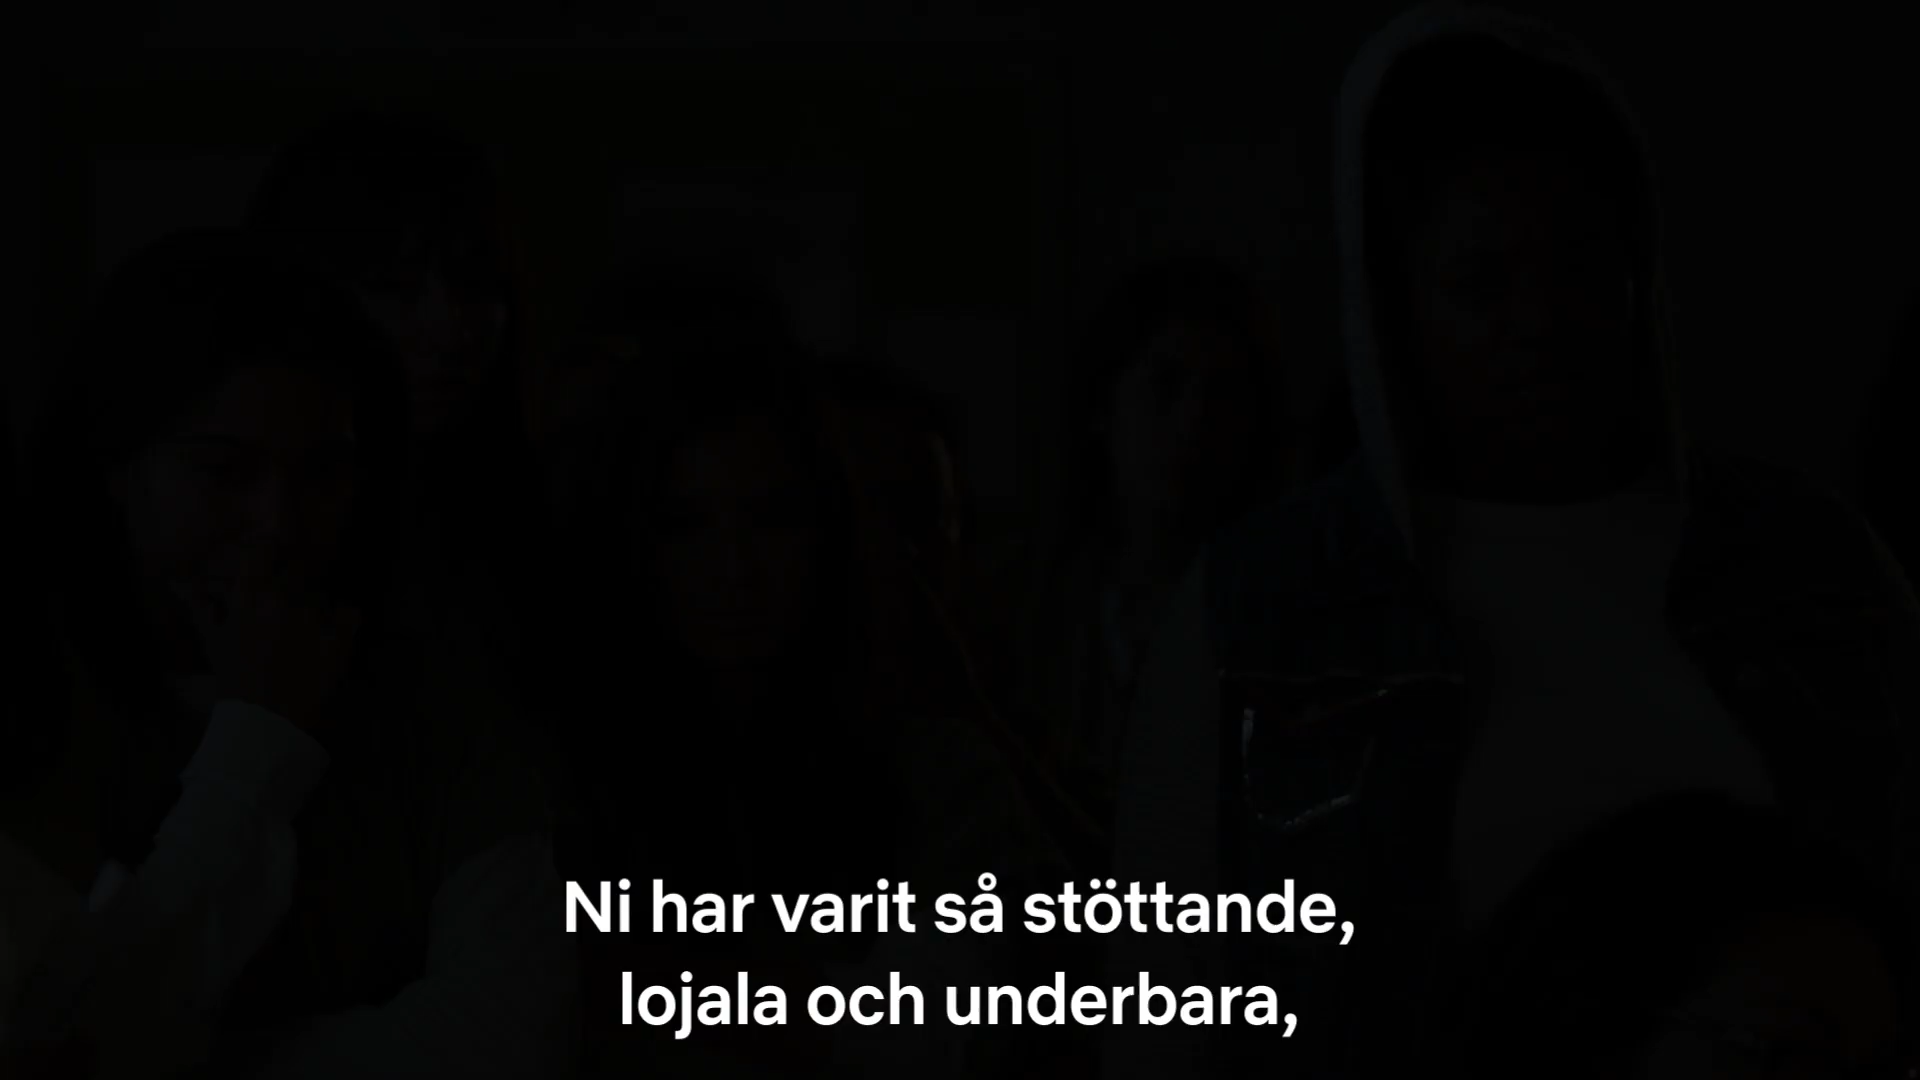 Ni har varit så stöttande,
lojala och underbara,